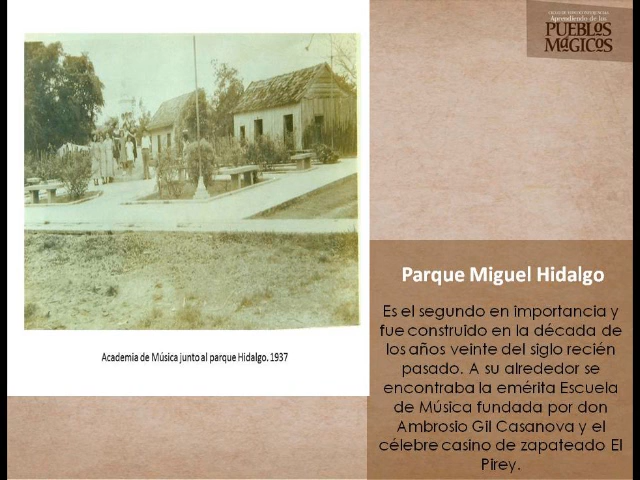 Aprendiendo de los
PUEBLOS
MÁGICOS
Parque Miguel Hidalgo
Es el segundo en importancia y
fue construido en la década de
los años veinte del siglo recién
pasado. A su alrededor se
encontraba la emérita Escuela
de Música fundada por don
Ambrosio Gil Casanova y el
célebre casino de zapateado El
Pirey.
Academia de Música junto al parque Hidalgo. 1937